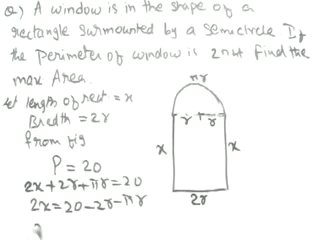 Q) A window is in the shape of a
rectangle surmounted by a semicircle If
the perimeter of window is 20mt find the
max Area.
let length of rect = x
Breadth = 2r
from fig
P = 20
2x + 2r + πr = 20
2x = 20 - 2r - πr
πr
r r
x x
2r